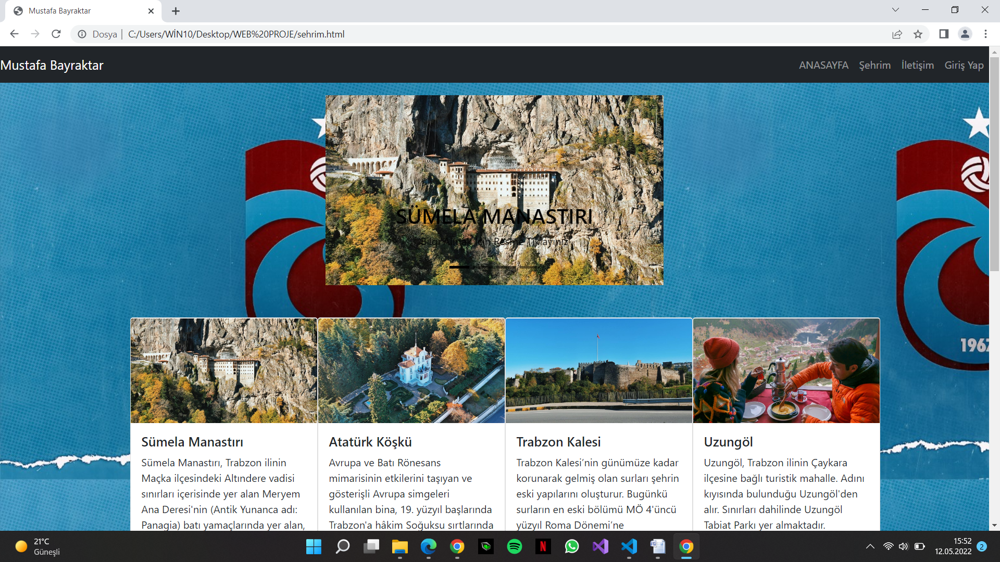 Mustafa Bayraktar
Dosya | C:/Users/WİN10/Desktop/WEB%20PROJE/sehrim.html
Mustafa Bayraktar
ANASAYFA Şehrim İletişim Giriş Yap
SÜMELA MANASTIRI
Bilgi Almak İçin Resme Tıklayınız
1967
Sümela Manastırı
Sümela Manastırı, Trabzon ilinin
Maçka ilçesindeki Altındere vadisi
sınırları içerisinde yer alan Meryem
Ana Deresi'nin (Antik Yunanca adı:
Panagia) batı yamaçlarında yer alan,
Atatürk Köşkü
Avrupa ve Batı Rönesans
mimarisinin etkilerini taşıyan ve
gösterişli Avrupa simgeleri
kullanılan bina, 19. yüzyıl başlarında
Trabzon'a hâkim Soğuksu sırtlarında
Trabzon Kalesi
Trabzon Kalesi’nin günümüze kadar
korunarak gelmiş olan surları şehrin
eski yapılarını oluşturur. Bugünkü
surların en eski bölümü MÖ 4'üncü
yüzyıl Roma Dönemi’ne
Uzungöl
Uzungöl, Trabzon ilinin Çaykara
ilçesine bağlı turistik mahalle. Adını
kıyısında bulunduğu Uzungöl'den
alır. Sınırları dahilinde Uzungöl
Tabiat Parkı yer almaktadır.
21°C
Güneşli
N
15:52
12.05.2022
2